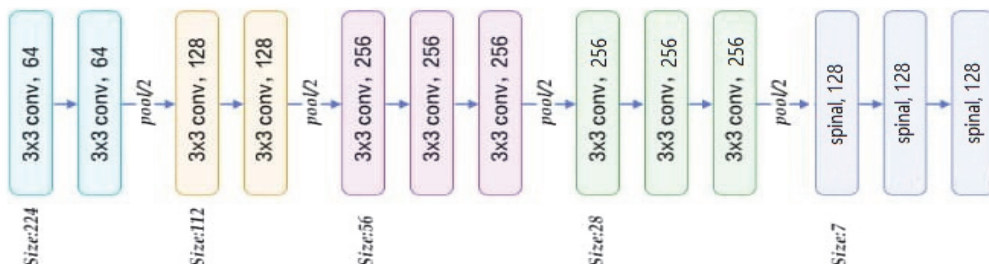 3x3 conv, 64
3x3 conv, 64
pool/2
3x3 conv, 128
3x3 conv, 128
pool/2
3x3 conv, 256
3x3 conv, 256
3x3 conv, 256
pool/2
3x3 conv, 256
3x3 conv, 256
3x3 conv, 256
pool/2
spinal, 128
spinal, 128
spinal, 128
Size:224
Size:112
Size:56
Size:28
Size:7